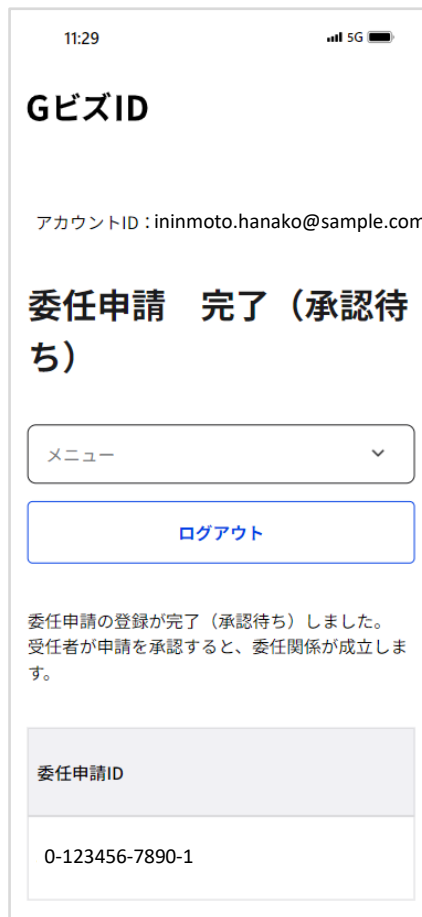 11:29
5G
GビズID
アカウントID：ininmoto.hanako@sample.com
委任申請　完了（承認待
ち）
メニュー
ログアウト
委任申請の登録が完了（承認待ち）しました。
受任者が申請を承認すると、委任関係が成立しま
す。
委任申請ID
0-123456-7890-1